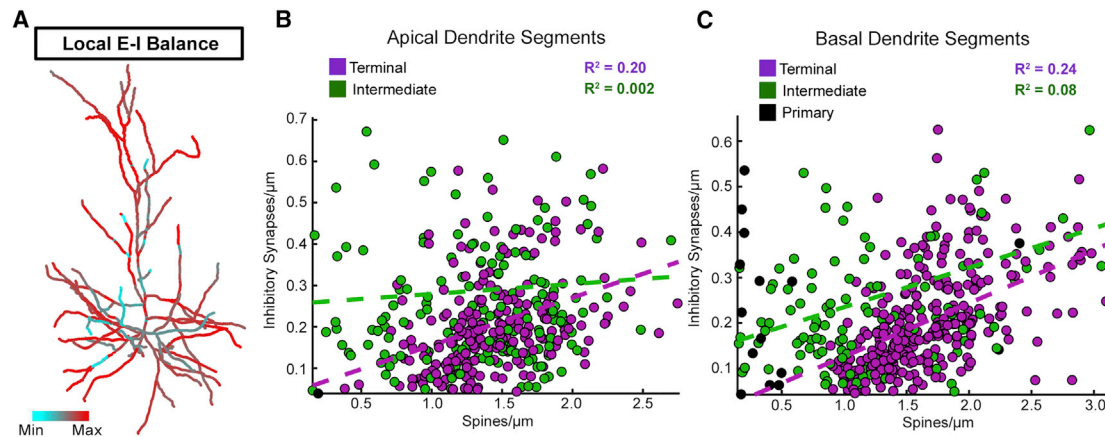 A
Local E-I Balance
Min Max
B
Apical Dendrite Segments
Terminal R² = 0.20
Intermediate R² = 0.002
Inhibitory Synapses/μm
0.7
0.6
0.5
0.4
0.3
0.2
0.1
0.5 1.0 1.5 2.0 2.5
Spines/μm
C
Basal Dendrite Segments
Terminal R² = 0.24
Intermediate R² = 0.08
Primary
Inhibitory Synapses/μm
0.6
0.5
0.4
0.3
0.2
0.1
0.5 1.0 1.5 2.0 2.5 3.0
Spines/μm